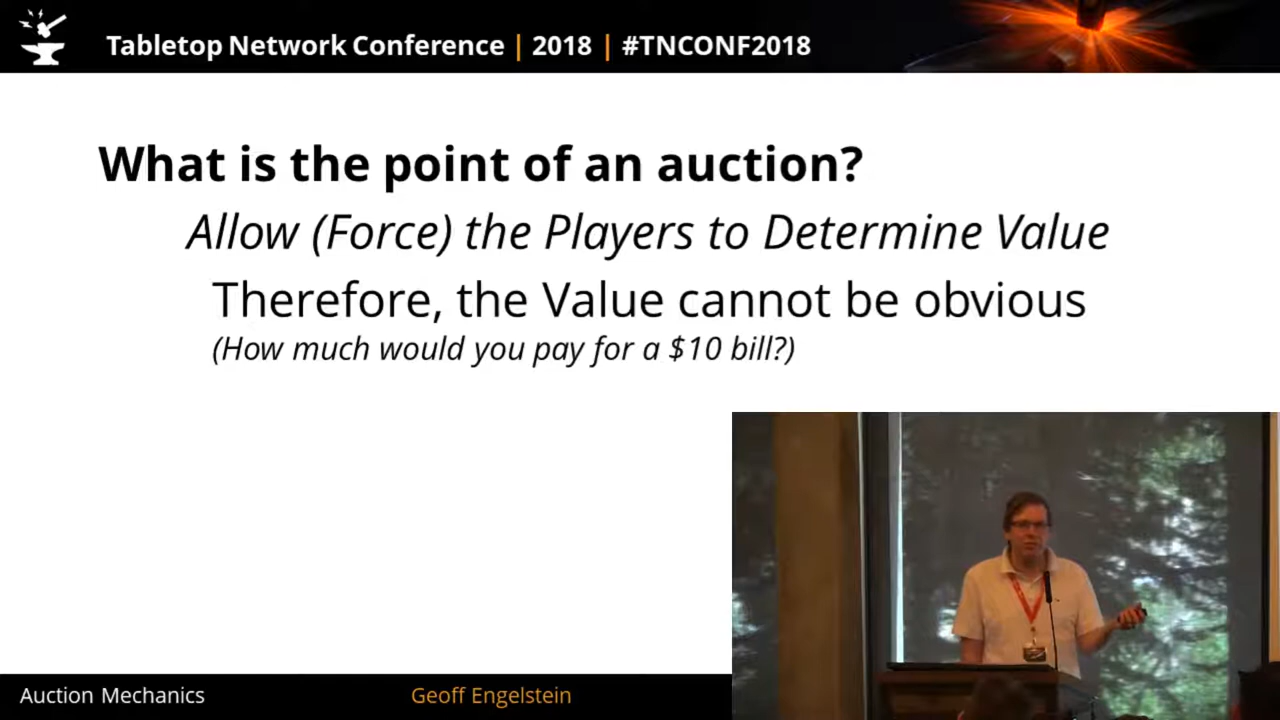 Tabletop Network Conference | 2018 | #TNCONF2018
What is the point of an auction?
Allow (Force) the Players to Determine Value
Therefore, the Value cannot be obvious
(How much would you pay for a $10 bill?)
Auction Mechanics
Geoff Engelstein